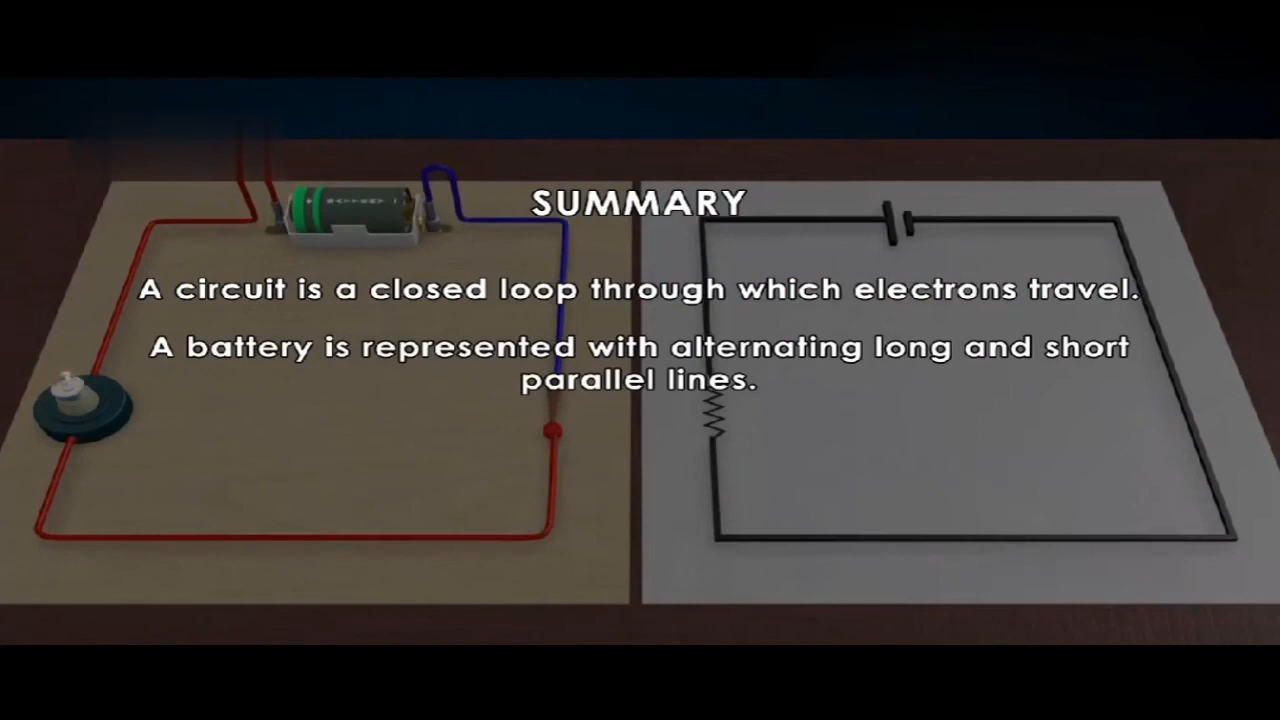 SUMMARY
A circuit is a closed loop through which electrons travel.
A battery is represented with alternating long and short
parallel lines.